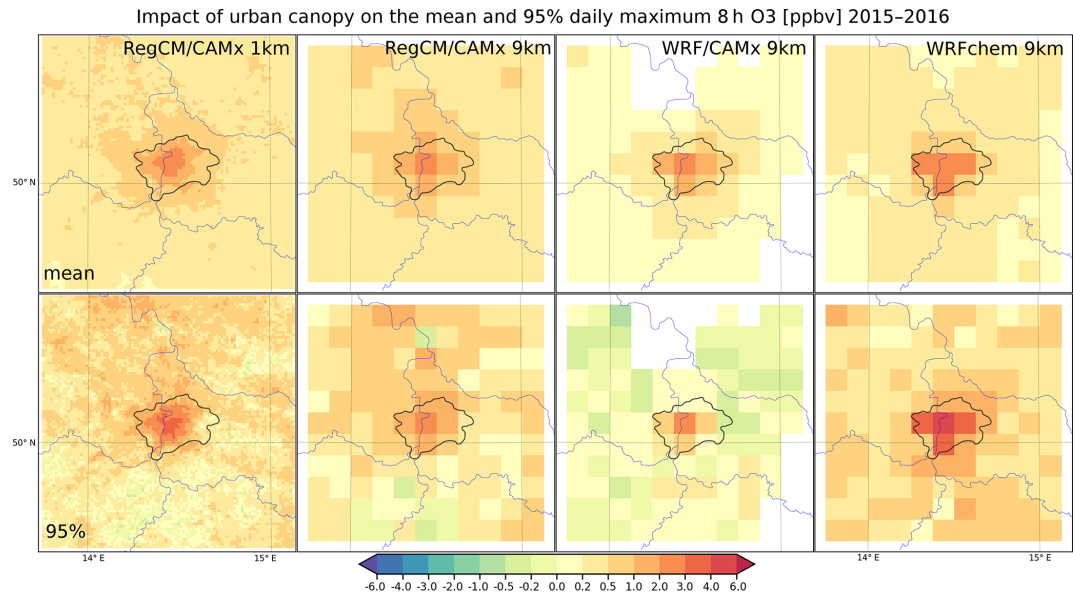 Impact of urban canopy on the mean and 95% daily maximum 8 h O3 [ppbv] 2015–2016
RegCM/CAMx 1km
RegCM/CAMx 9km
WRF/CAMx 9km
WRFchem 9km
50° N
mean
50° N
95%
14° E
15° E
14° E
15° E
-6.0 -4.0 -3.0 -2.0 -1.0 -0.5 -0.2 0.0 0.2 0.5 1.0 2.0 3.0 6.0